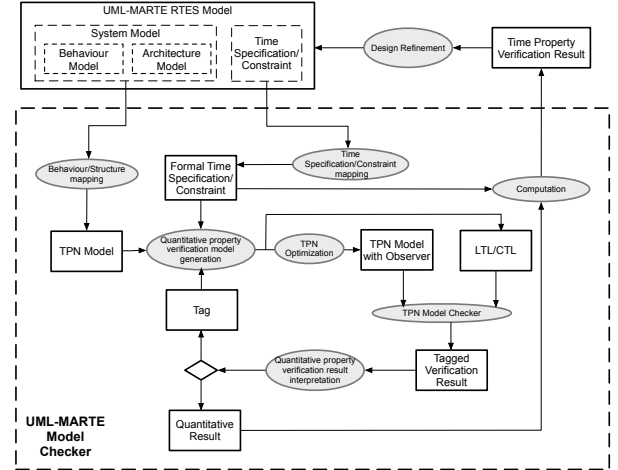 UML-MARTE RTES Model
System Model
Behaviour
Model
Architecture
Model
Time
Specification/
Constraint
Design Refinement
Time Property
Verification Result
Behaviour/Structure
mapping
Formal Time
Specification/
Constraint
Time
Specification/Constraint
mapping
Computation
TPN Model
Quantitative property
verification model
generation
TPN
Optimization
TPN Model
with Observer
LTL/CTL
Tag
TPN Model Checker
Quantitative property
verification result
interpretation
Tagged
Verification
Result
Quantitative
Result
UML-MARTE
Model
Checker